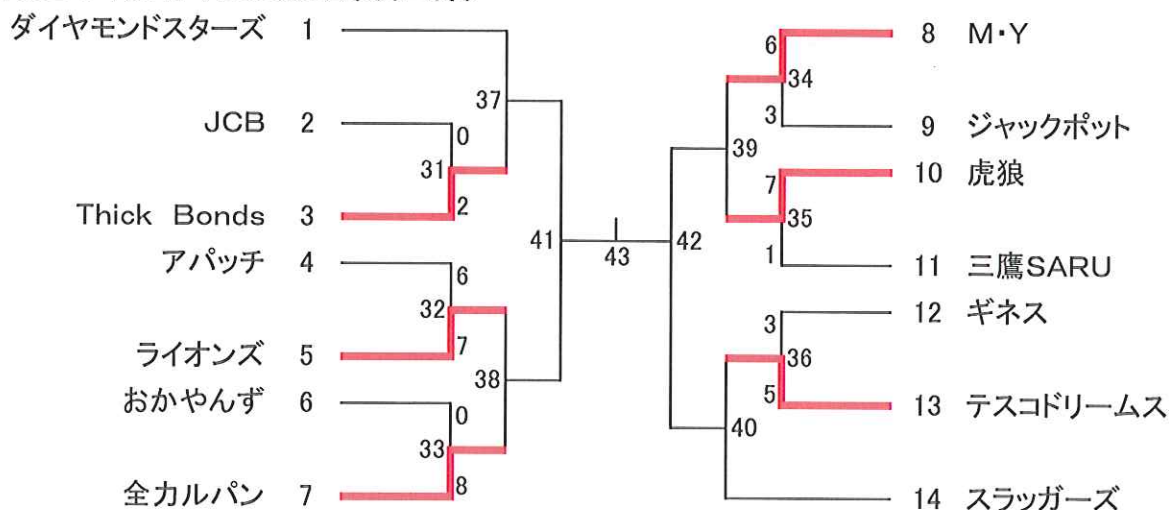 ダイヤモンドスターズ 1
37
JCB 2
0
31
2
Thick Bonds 3
アパッチ 4
6
32
7
ライオンズ 5
38
おかやんず 6
0
33
8
全力ルパン 7
41
43
42
6
8 M・Y
34
3
9 ジャックポット
39
7
10 虎狼
35
1
11 三鷹SARU
3
12 ギネス
36
5
13 テスコドリームス
40
14 スラッガーズ